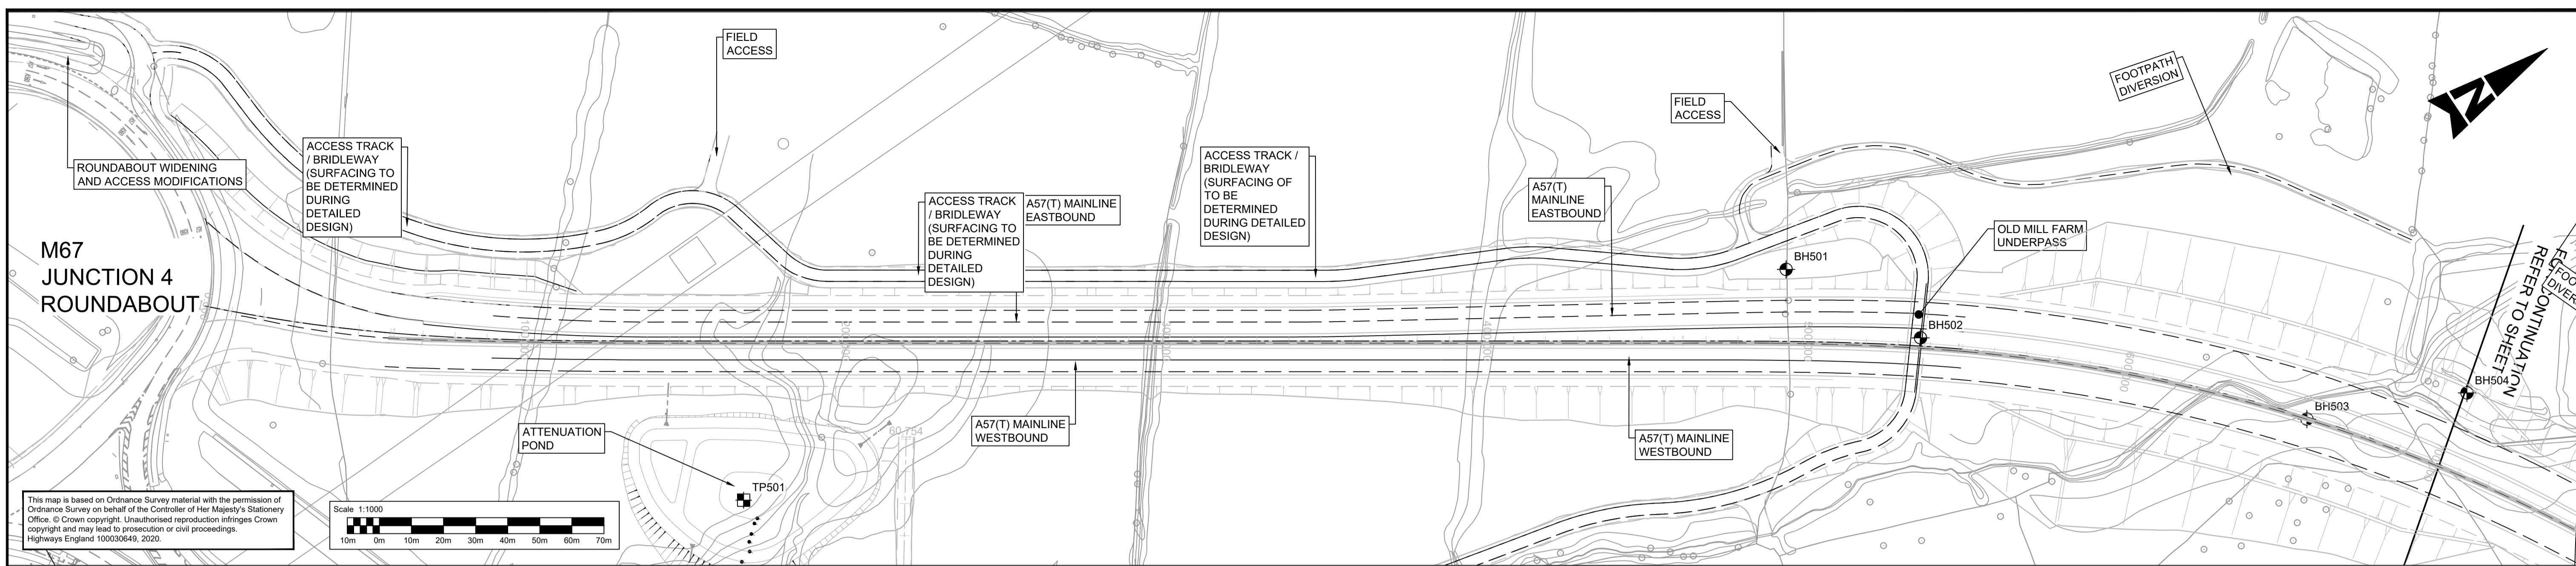 FIELD
ACCESS
ROUNDABOUT WIDENING
AND ACCESS MODIFICATIONS
ACCESS TRACK
/ BRIDLEWAY
(SURFACING TO
BE DETERMINED
DURING
DETAILED
DESIGN)
M67
JUNCTION 4
ROUNDABOUT
ACCESS TRACK
/ BRIDLEWAY
(SURFACING TO
BE DETERMINED
DURING
DETAILED
DESIGN)
A57(T) MAINLINE
EASTBOUND
ACCESS TRACK /
BRIDLEWAY
(SURFACING OF
TO BE
DETERMINED
DURING DETAILED
DESIGN)
A57(T)
MAINLINE
EASTBOUND
FIELD
ACCESS
FOOTPATH
DIVERSION
N
OLD MILL FARM
UNDERPASS
BH501
BH502
BH503
BH504
CONTINUATION
REFER TO SHEET
ATTENUATION
POND
TP501
60.754
A57(T) MAINLINE
WESTBOUND
A57(T) MAINLINE
WESTBOUND
This map is based on Ordnance Survey material with the permission of
Ordnance Survey on behalf of the Controller of Her Majesty's Stationery
Office. © Crown copyright. Unauthorised reproduction infringes Crown
copyright and may lead to prosecution or civil proceedings.
Highways England 100030649, 2020.
Scale 1:1000
10m 0m 10m 20m 30m 40m 50m 60m 70m